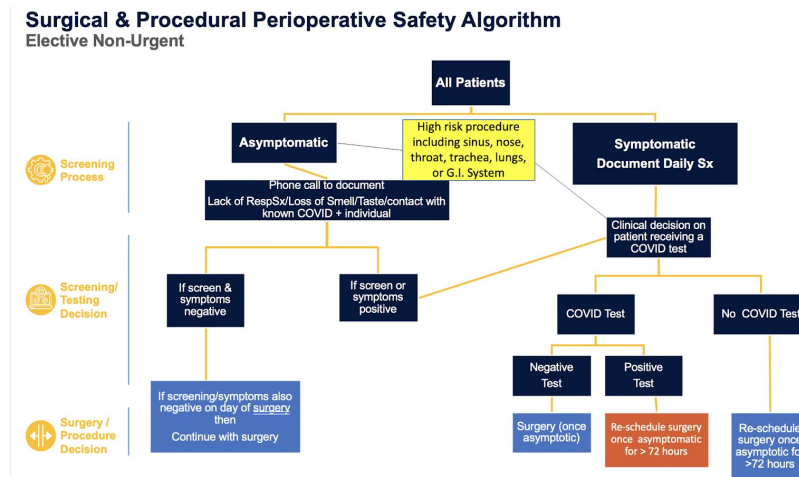 Surgical & Procedural Perioperative Safety Algorithm
Elective Non-Urgent
All Patients
Asymptomatic
High risk procedure
including sinus, nose,
throat, trachea, lungs,
or G.I. System
Symptomatic
Document Daily Sx
Screening
Process
Phone call to document
Lack of RespSx/Loss of Smell/Taste/contact with
known COVID + individual
Clinical decision on
patient receiving a
COVID test
Screening/
Testing
Decision
If screen &
symptoms
negative
If screen or
symptoms
positive
COVID Test
No COVID Test
Negative
Test
Positive
Test
Surgery /
Procedure
Decision
If screening/symptoms also
negative on day of surgery
then
Continue with surgery
Surgery (once
asymptotic)
Re-schedule surgery
once asymptomatic
for > 72 hours
Re-schedule
surgery once
asymptotic for
>72 hours